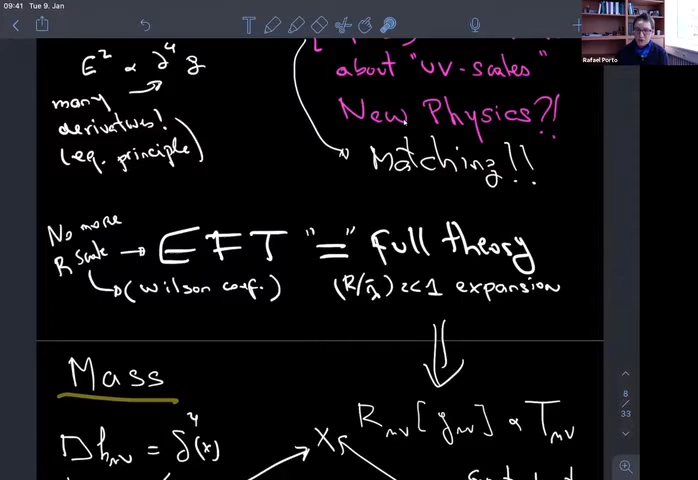 09:41 Tue 9. Jan
Rafael Porto
E² ∝ ∂⁴ g
many
derivatives!
(eq. principle)
about "UV-scales"
New Physics?!
Matching!!
No more
R scale → EFT "=" Full theory
(Wilson coef.) (R/λ) << 1 expansion
Mass
R_μν [g_μν] ∝ T_μν
□h_μν = δ⁴(x)
8
/
33